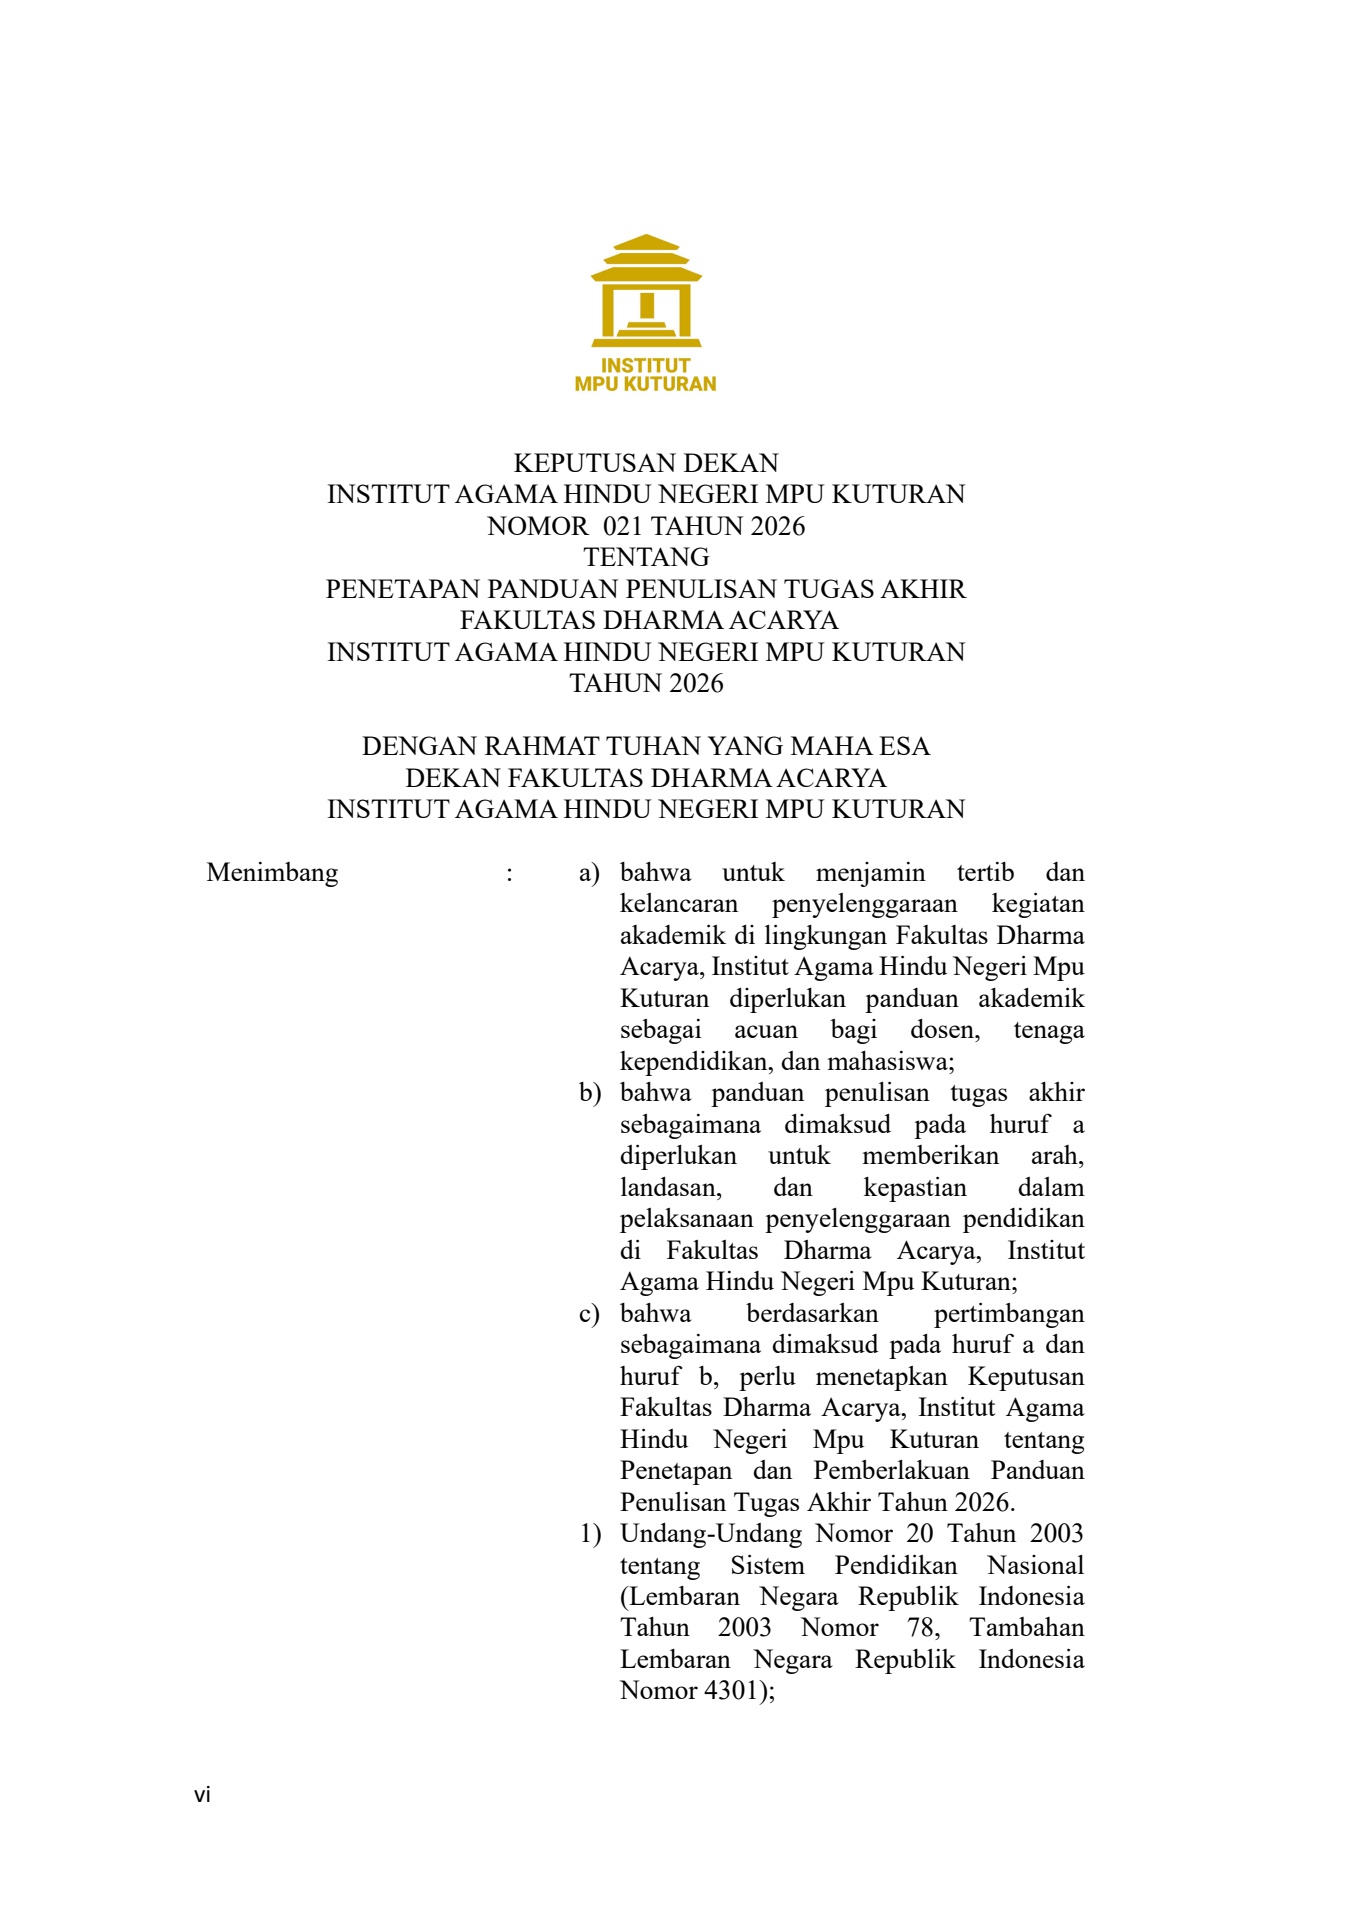 INSTITUT
MPU KUTURAN
KEPUTUSAN DEKAN
INSTITUT AGAMA HINDU NEGERI MPU KUTURAN
NOMOR 021 TAHUN 2026
TENTANG
PENETAPAN PANDUAN PENULISAN TUGAS AKHIR
FAKULTAS DHARMA ACARYA
INSTITUT AGAMA HINDU NEGERI MPU KUTURAN
TAHUN 2026
DENGAN RAHMAT TUHAN YANG MAHA ESA
DEKAN FAKULTAS DHARMA ACARYA
INSTITUT AGAMA HINDU NEGERI MPU KUTURAN
Menimbang : a) bahwa untuk menjamin tertib dan
kelancaran penyelenggaraan kegiatan
akademik di lingkungan Fakultas Dharma
Acarya, Institut Agama Hindu Negeri Mpu
Kuturan diperlukan panduan akademik
sebagai acuan bagi dosen, tenaga
kependidikan, dan mahasiswa;
b) bahwa panduan penulisan tugas akhir
sebagaimana dimaksud pada huruf a
diperlukan untuk memberikan arah,
landasan, dan kepastian dalam
pelaksanaan penyelenggaraan pendidikan
di Fakultas Dharma Acarya, Institut
Agama Hindu Negeri Mpu Kuturan;
c) bahwa berdasarkan pertimbangan
sebagaimana dimaksud pada huruf a dan
huruf b, perlu menetapkan Keputusan
Fakultas Dharma Acarya, Institut Agama
Hindu Negeri Mpu Kuturan tentang
Penetapan dan Pemberlakuan Panduan
Penulisan Tugas Akhir Tahun 2026.
1) Undang-Undang Nomor 20 Tahun 2003
tentang Sistem Pendidikan Nasional
(Lembaran Negara Republik Indonesia
Tahun 2003 Nomor 78, Tambahan
Lembaran Negara Republik Indonesia
Nomor 4301);
vi